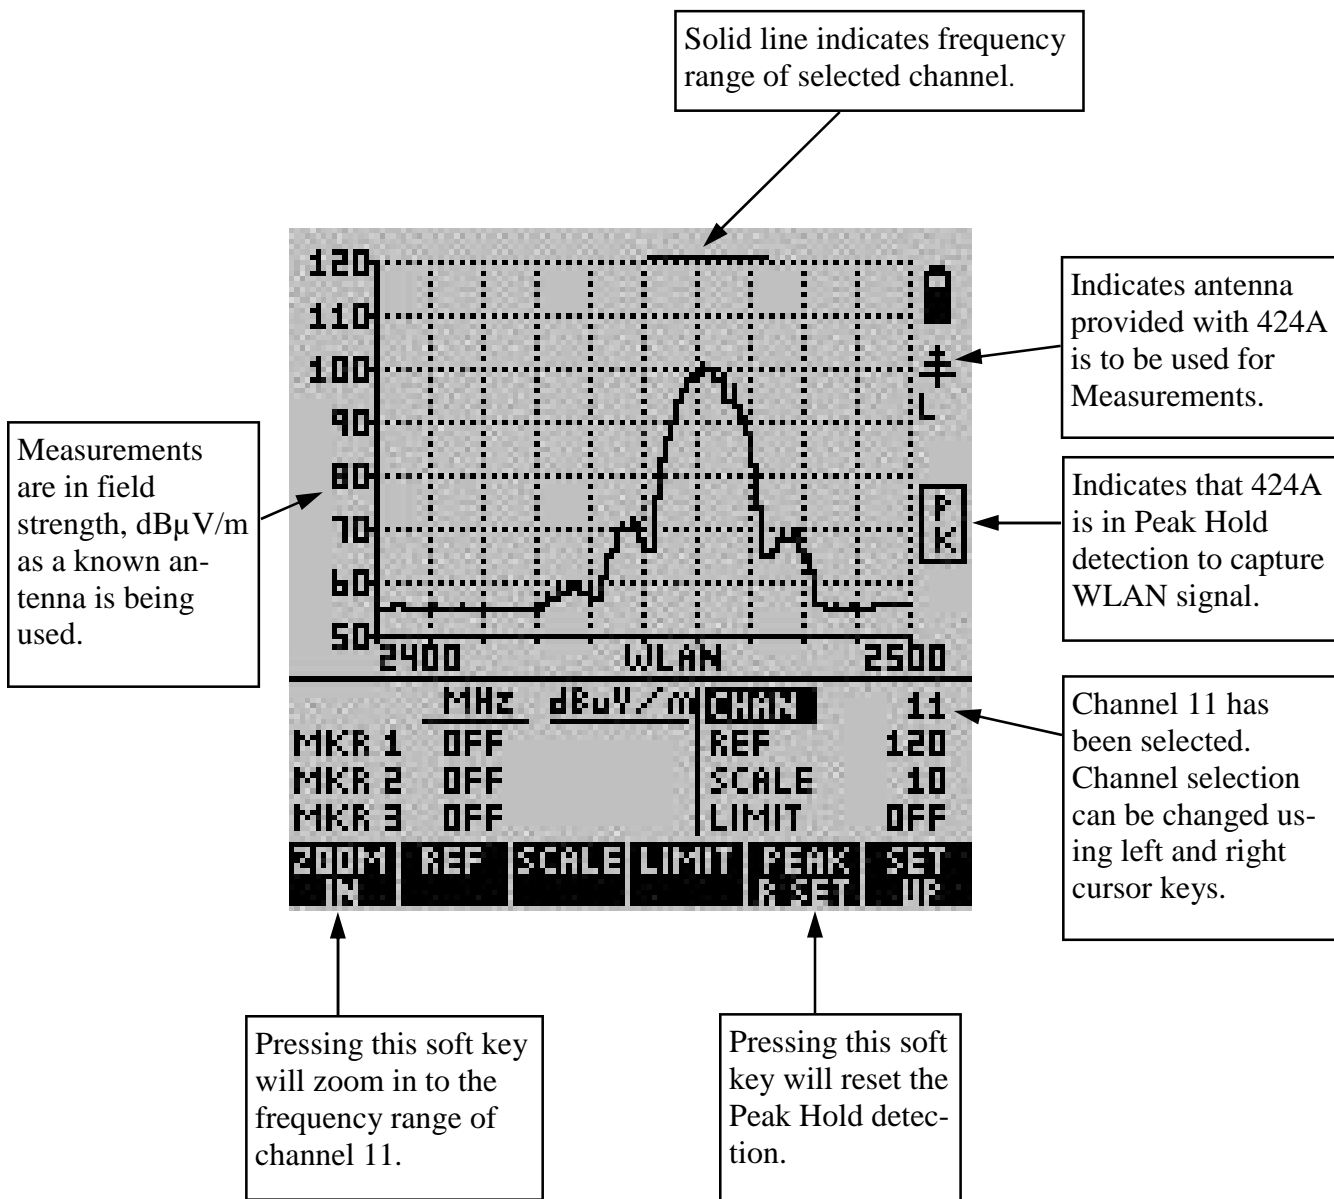 Solid line indicates frequency
range of selected channel.
120
110
100
90
80
70
60
50
2400
WLAN
2500
L
P
K
Indicates antenna
provided with 424A
is to be used for
Measurements.
Measurements
are in field
strength, dBµV/m
as a known an-
tenna is being
used.
Indicates that 424A
is in Peak Hold
detection to capture
WLAN signal.
MHz dBuV/m
MKR 1 OFF
MKR 2 OFF
MKR 3 OFF
CHAN 11
REF 120
SCALE 10
LIMIT OFF
Channel 11 has
been selected.
Channel selection
can be changed us-
ing left and right
cursor keys.
ZOOM
IN
REF
SCALE
LIMIT
PEAK
R SET
SET
UP
Pressing this soft key
will zoom in to the
frequency range of
channel 11.
Pressing this soft
key will reset the
Peak Hold detec-
tion.